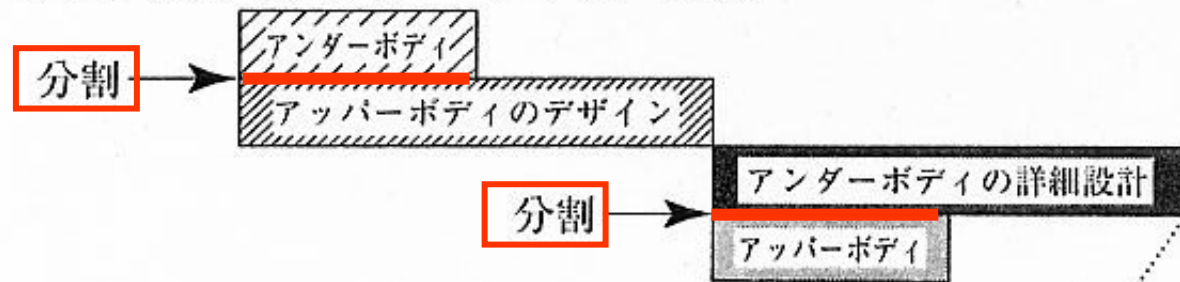 アンダーボディ
分割
アッパーボディのデザイン
アンダーボディの詳細設計
分割
アッパーボディ